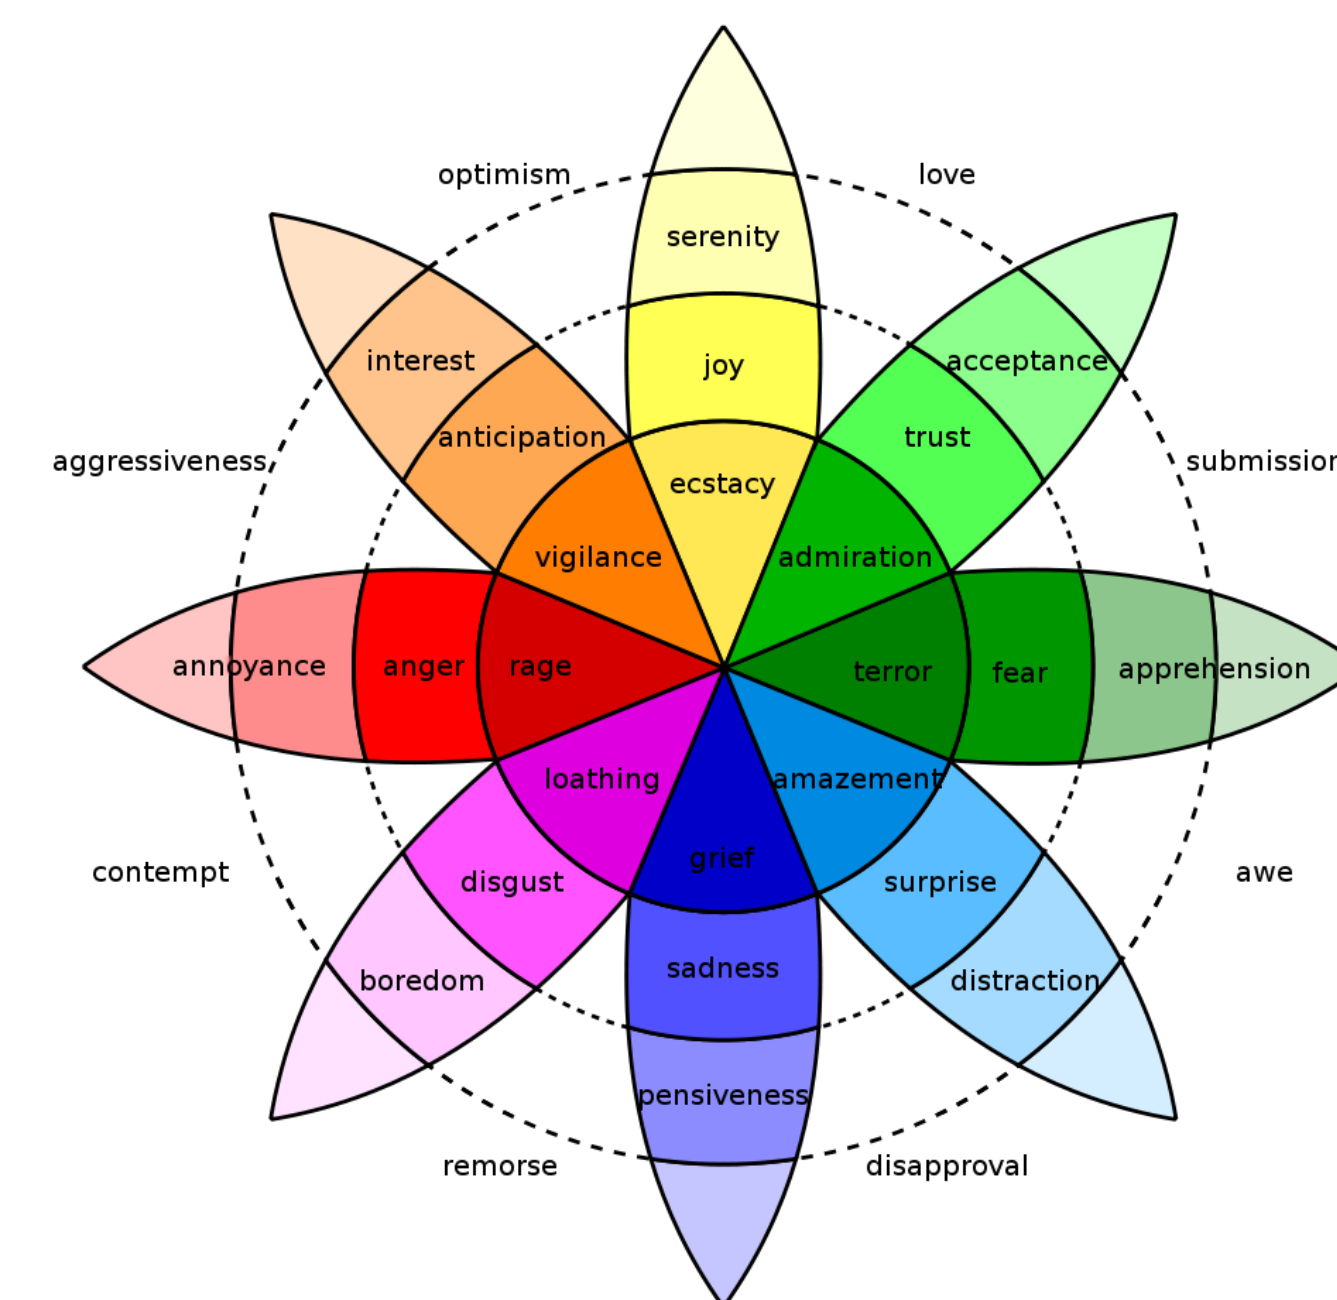 optimism
love
serenity
interest
joy
acceptance
anticipation
trust
aggressiveness
submission
ecstacy
vigilance
admiration
annoyance
anger
rage
terror
fear
apprehension
loathing
amazement
grief
contempt
awe
disgust
surprise
sadness
boredom
distraction
pensiveness
remorse
disapproval